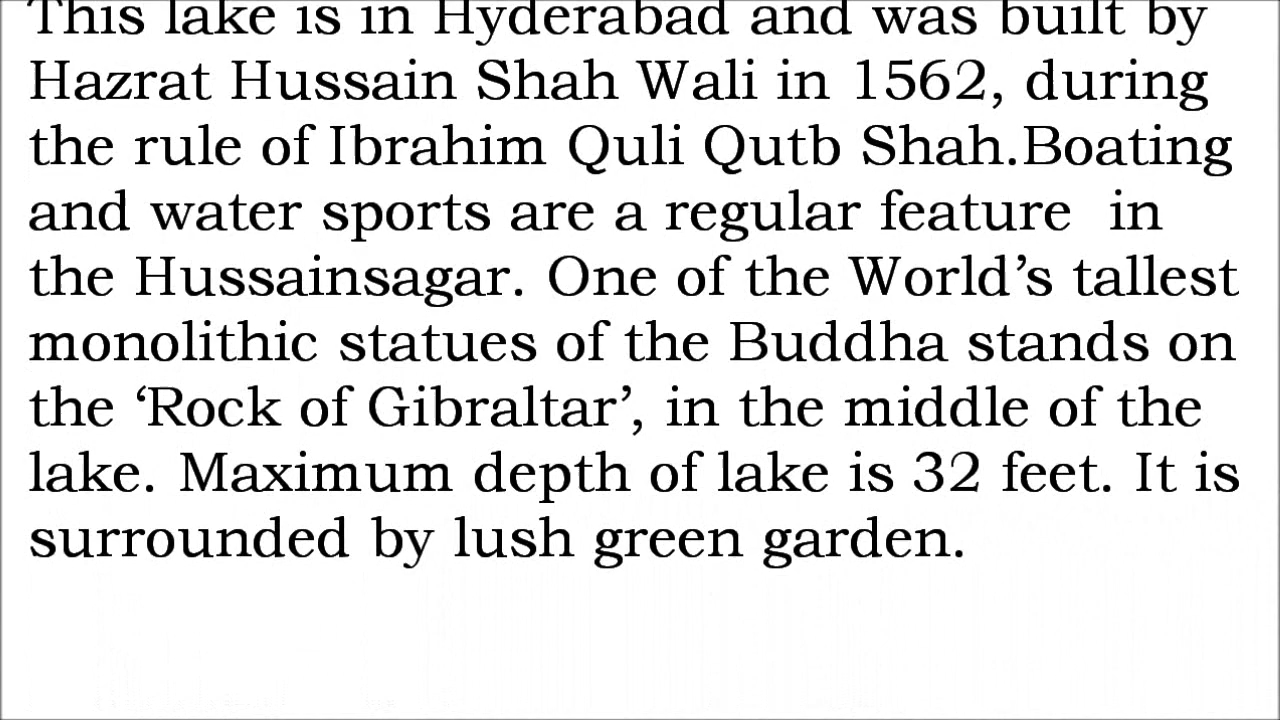 This lake is in Hyderabad and was built by
Hazrat Hussain Shah Wali in 1562, during
the rule of Ibrahim Quli Qutb Shah.Boating
and water sports are a regular feature  in
the Hussainsagar. One of the World’s tallest
monolithic statues of the Buddha stands on
the ‘Rock of Gibraltar’, in the middle of the
lake. Maximum depth of lake is 32 feet. It is
surrounded by lush green garden.